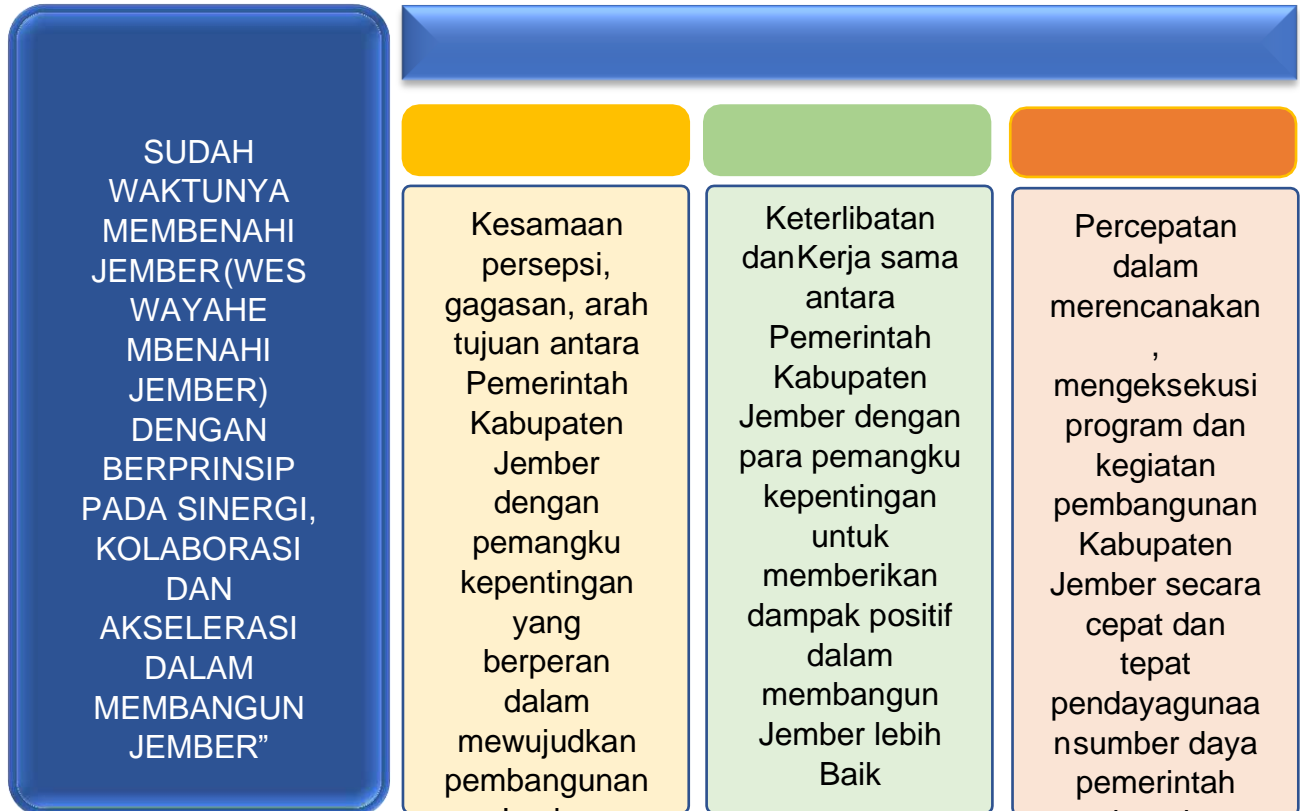 SUDAH
WAKTUNYA
MEMBENAHI
JEMBER(WES
WAYAHE
MBENAHI
JEMBER)
DENGAN
BERPRINSIP
PADA SINERGI,
KOLABORASI
DAN
AKSELERASI
DALAM
MEMBANGUN
JEMBER”
Kesamaan
persepsi,
gagasan, arah
tujuan antara
Pemerintah
Kabupaten
Jember
dengan
pemangku
kepentingan
yang
berperan
dalam
mewujudkan
pembangunan
Keterlibatan
danKerja sama
antara
Pemerintah
Kabupaten
Jember dengan
para pemangku
kepentingan
untuk
memberikan
dampak positif
dalam
membangun
Jember lebih
Baik
Percepatan
dalam
merencanakan
,
mengeksekusi
program dan
kegiatan
pembangunan
Kabupaten
Jember secara
cepat dan
tepat
pendayagunaa
nsumber daya
pemerintah